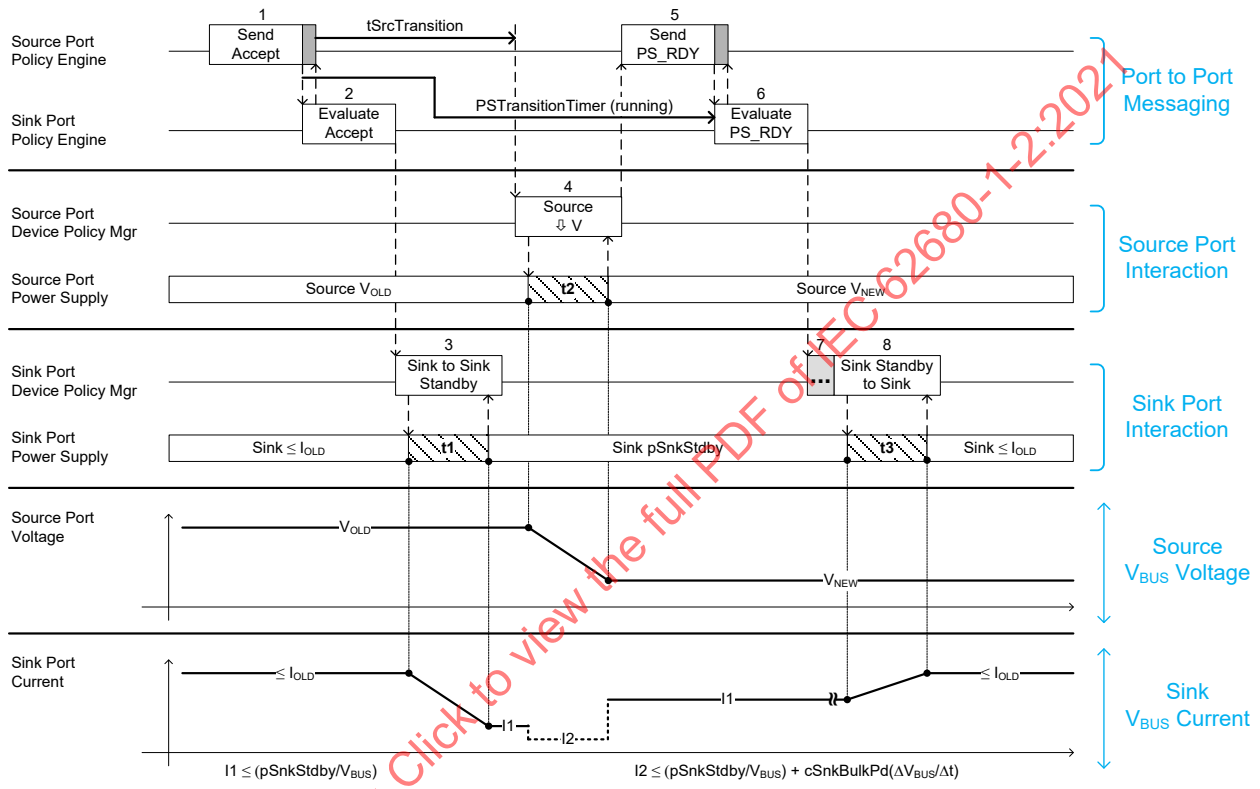 1
Source Port
Policy Engine
Send
Accept
tSrcTransition
5
Send
PS_RDY
Port to Port
Messaging
2
Sink Port
Policy Engine
Evaluate
Accept
PSTransitionTimer (running)
6
Evaluate
PS_RDY
Source Port
Device Policy Mgr
4
Source
⇩ V
Source Port
Interaction
Source Port
Power Supply
Source VOLD
t2
Source VNEW
Sink Port
Device Policy Mgr
3
Sink to Sink
Standby
7
...
8
Sink Standby
to Sink
Sink Port
Interaction
Sink Port
Power Supply
Sink ≤ IOLD
t1
Sink pSnkStdby
t3
Sink ≤ IOLD
Source Port
Voltage
VOLD
VNEW
Source
VBUS Voltage
Sink Port
Current
≤ IOLD
I1
I2
I1
≤ IOLD
Sink
VBUS Current
I1 ≤ (pSnkStdby/VBUS)
I2 ≤ (pSnkStdby/VBUS) + cSnkBulkPd(ΔVBUS/Δt)
Click to view the full PDF of IEC 62680-1-2:2021